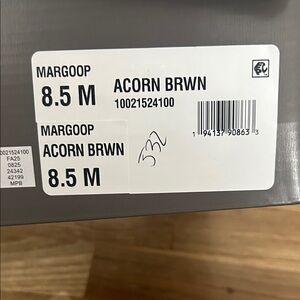 MARGOOP
8.5 M
ACORN BRWN
10021524100
1 94137 90863 3
MARGOOP
ACORN BRWN
8.5 M
532
10021524100
FA25
0825
24342
42199
MPB